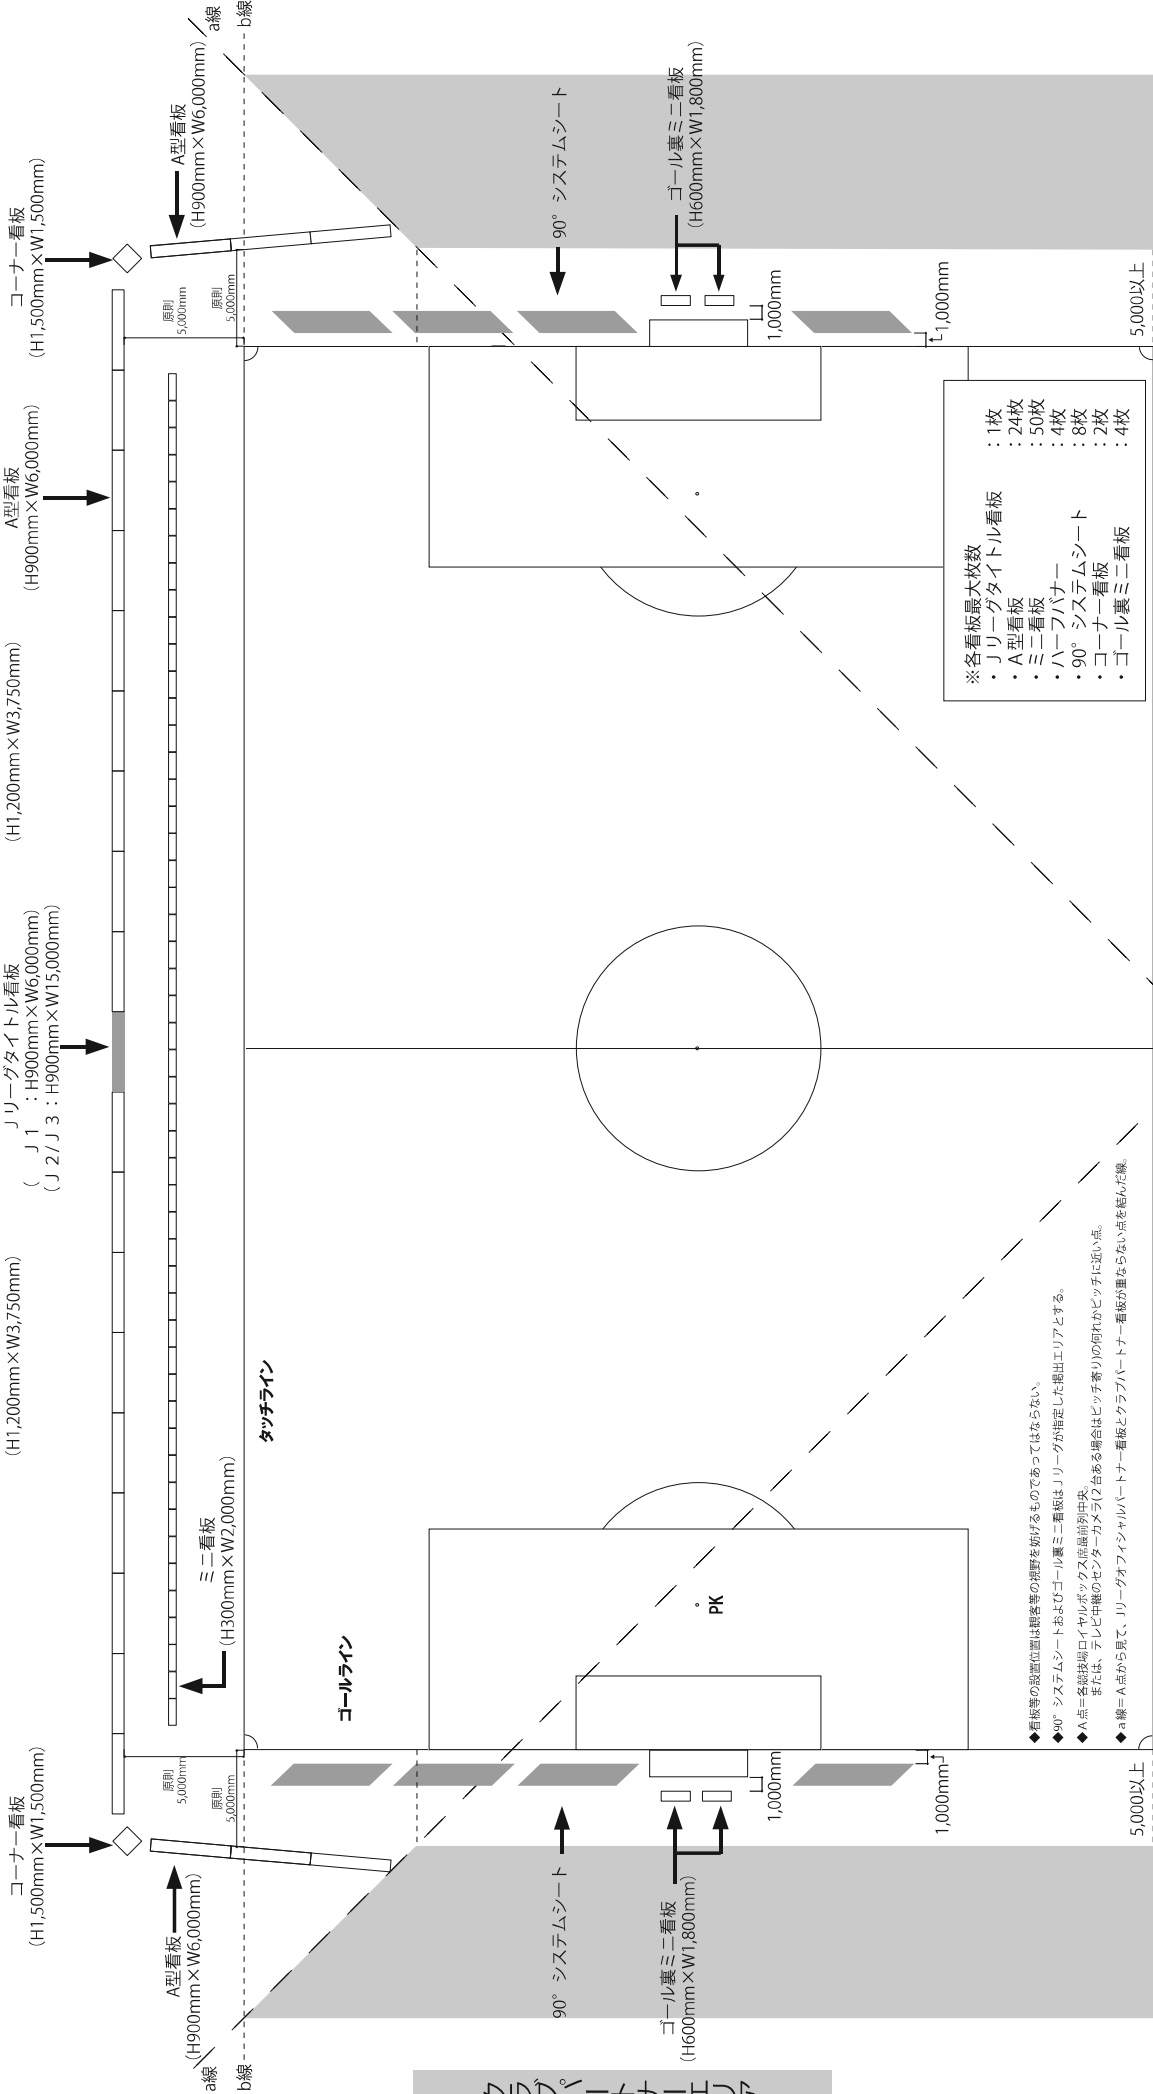 コーナー看板
（H1,500mm×W1,500mm）
A型看板
（H900mm×W6,000mm）
a線
b線
原則
5,000mm
原則
5,000mm
（H1,200mm×W3,750mm）
Jリーグタイトル看板
（　J1　：H900mm×W6,000mm）
（J2/J3：H900mm×W15,000mm）
（H1,200mm×W3,750mm）
A型看板
（H900mm×W6,000mm）
コーナー看板
（H1,500mm×W1,500mm）
A型看板
（H900mm×W6,000mm）
a線
b線
原則
5,000mm
原則
5,000mm
ミニ看板
（H300mm×W2,000mm）
タッチライン
ゴールライン
PK
90°システムシート
ゴール裏ミニ看板
（H600mm×W1,800mm）
1,000mm
1,000mm
5,000以上
90°システムシート
ゴール裏ミニ看板
（H600mm×W1,800mm）
1,000mm
1,000mm
5,000以上
◆看板等の設置位置は観客等の視野を妨げるものであってはならない。
◆90°システムシートおよびゴール裏ミニ看板はJリーグが指定した掲出エリアとする。
◆A点＝各競技場ロイヤルボックス席最前列中央。
または、テレビ中継のセンターカメラ(2台ある場合はピッチ寄り)の何れかピッチに近い点。
◆a線＝A点から見て、Jリーグオフィシャルパートナー看板とクラブパートナー看板が重ならない点を結んだ線。
※各看板最大枚数
・Jリーグタイトル看板：1枚
・A型看板：24枚
・ミニ看板：50枚
・ハーフバナー：4枚
・90°システムシート：8枚
・コーナー看板：2枚
・ゴール裏ミニ看板：4枚
クラブパートナーエリア